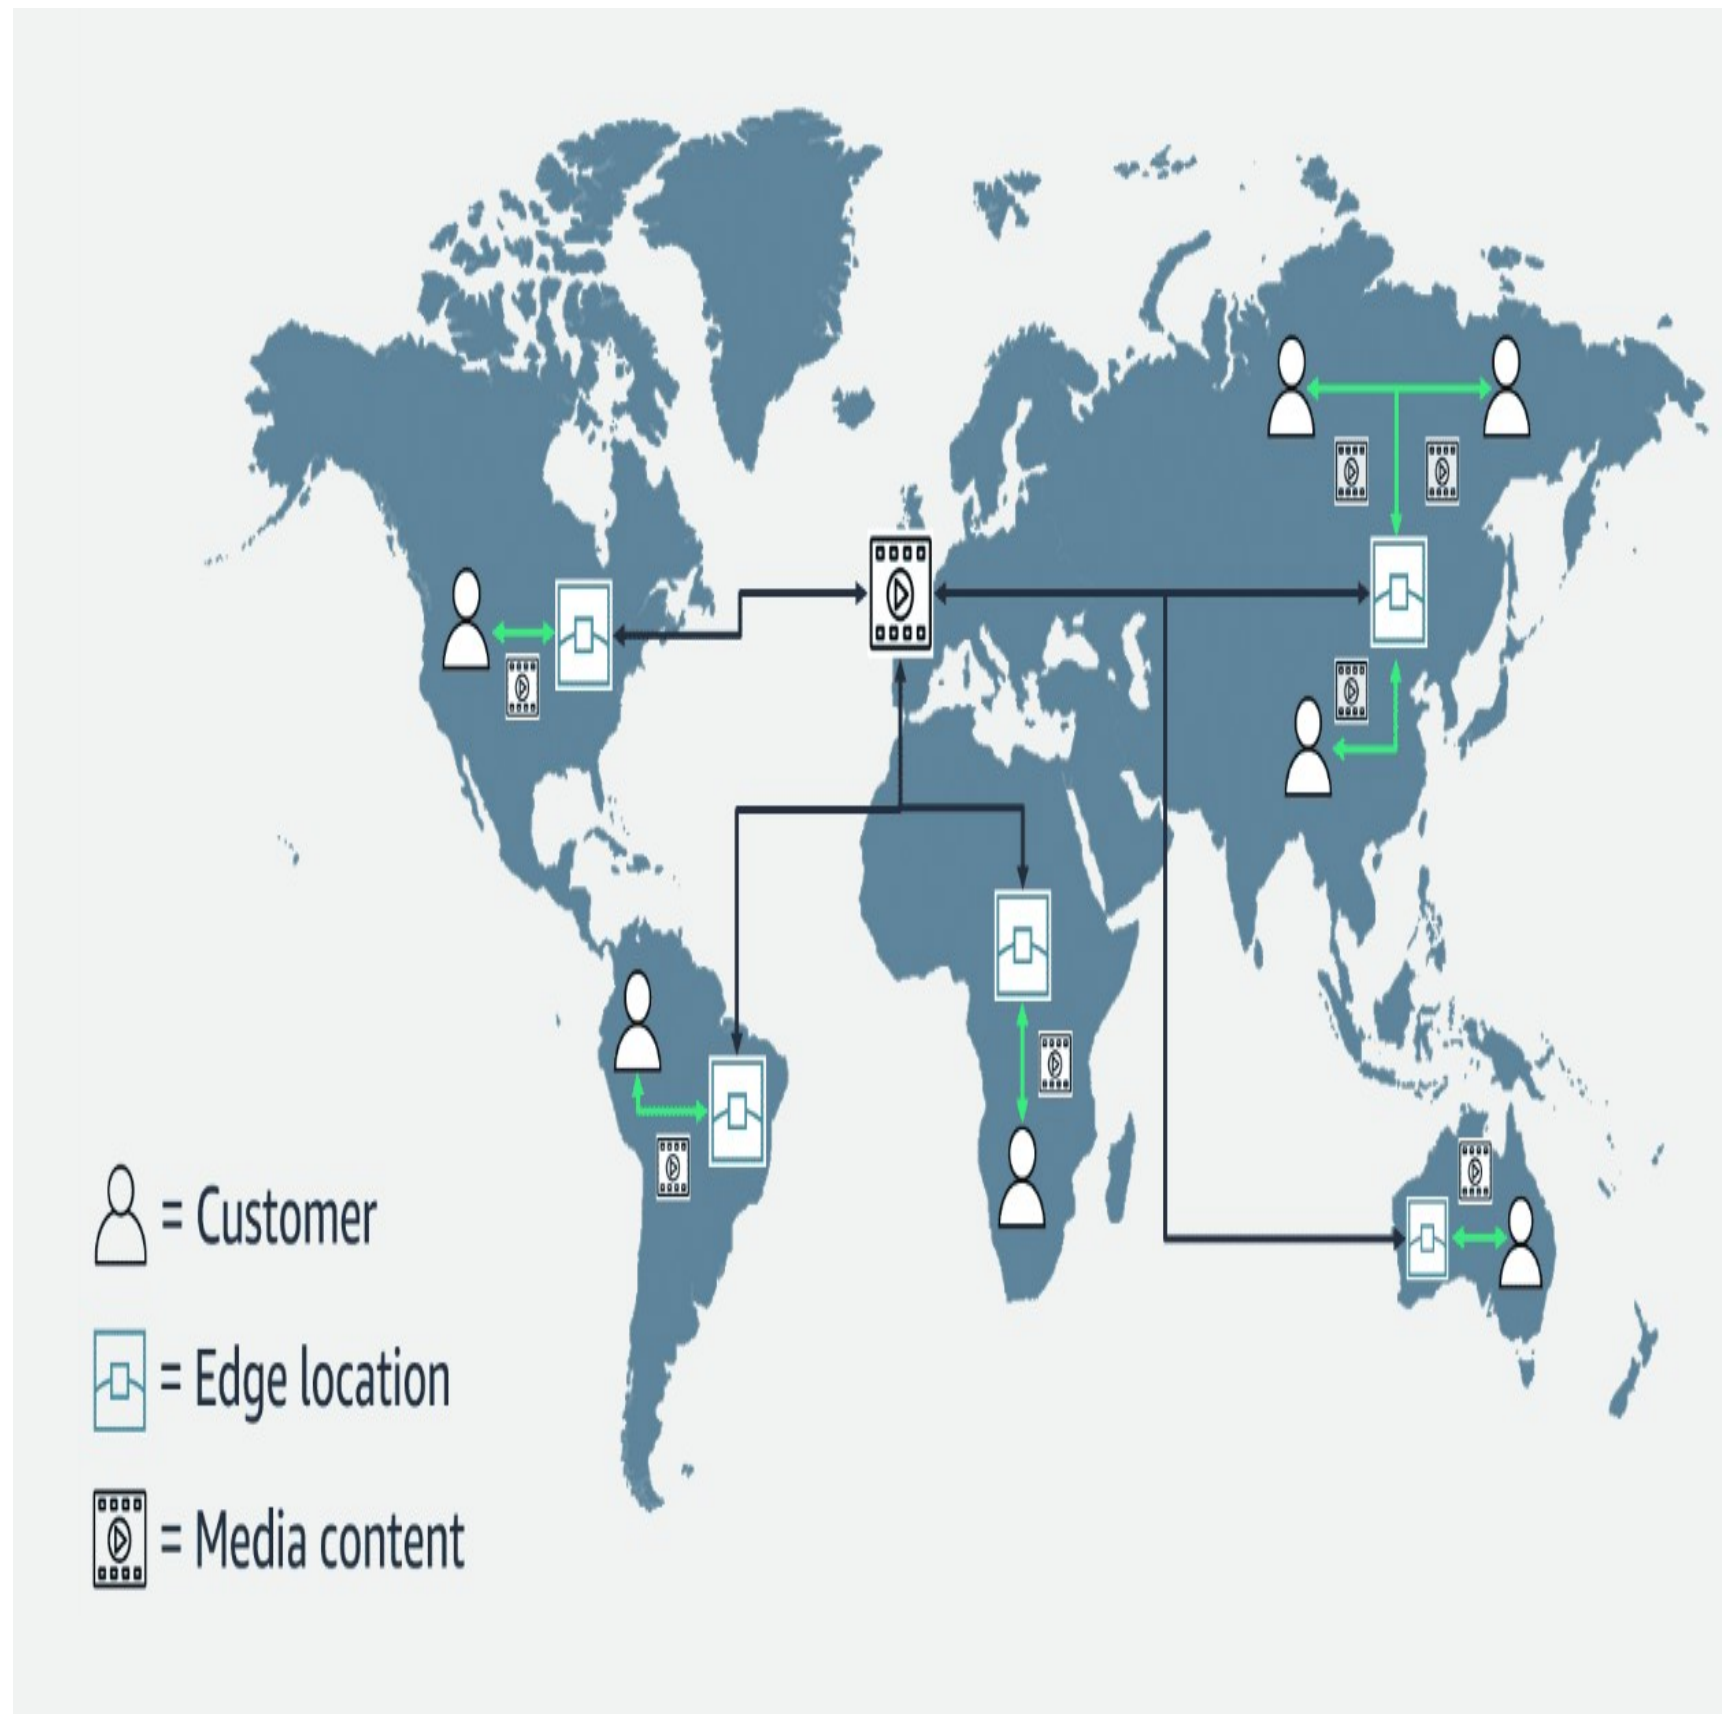 = Customer
= Edge location
= Media content